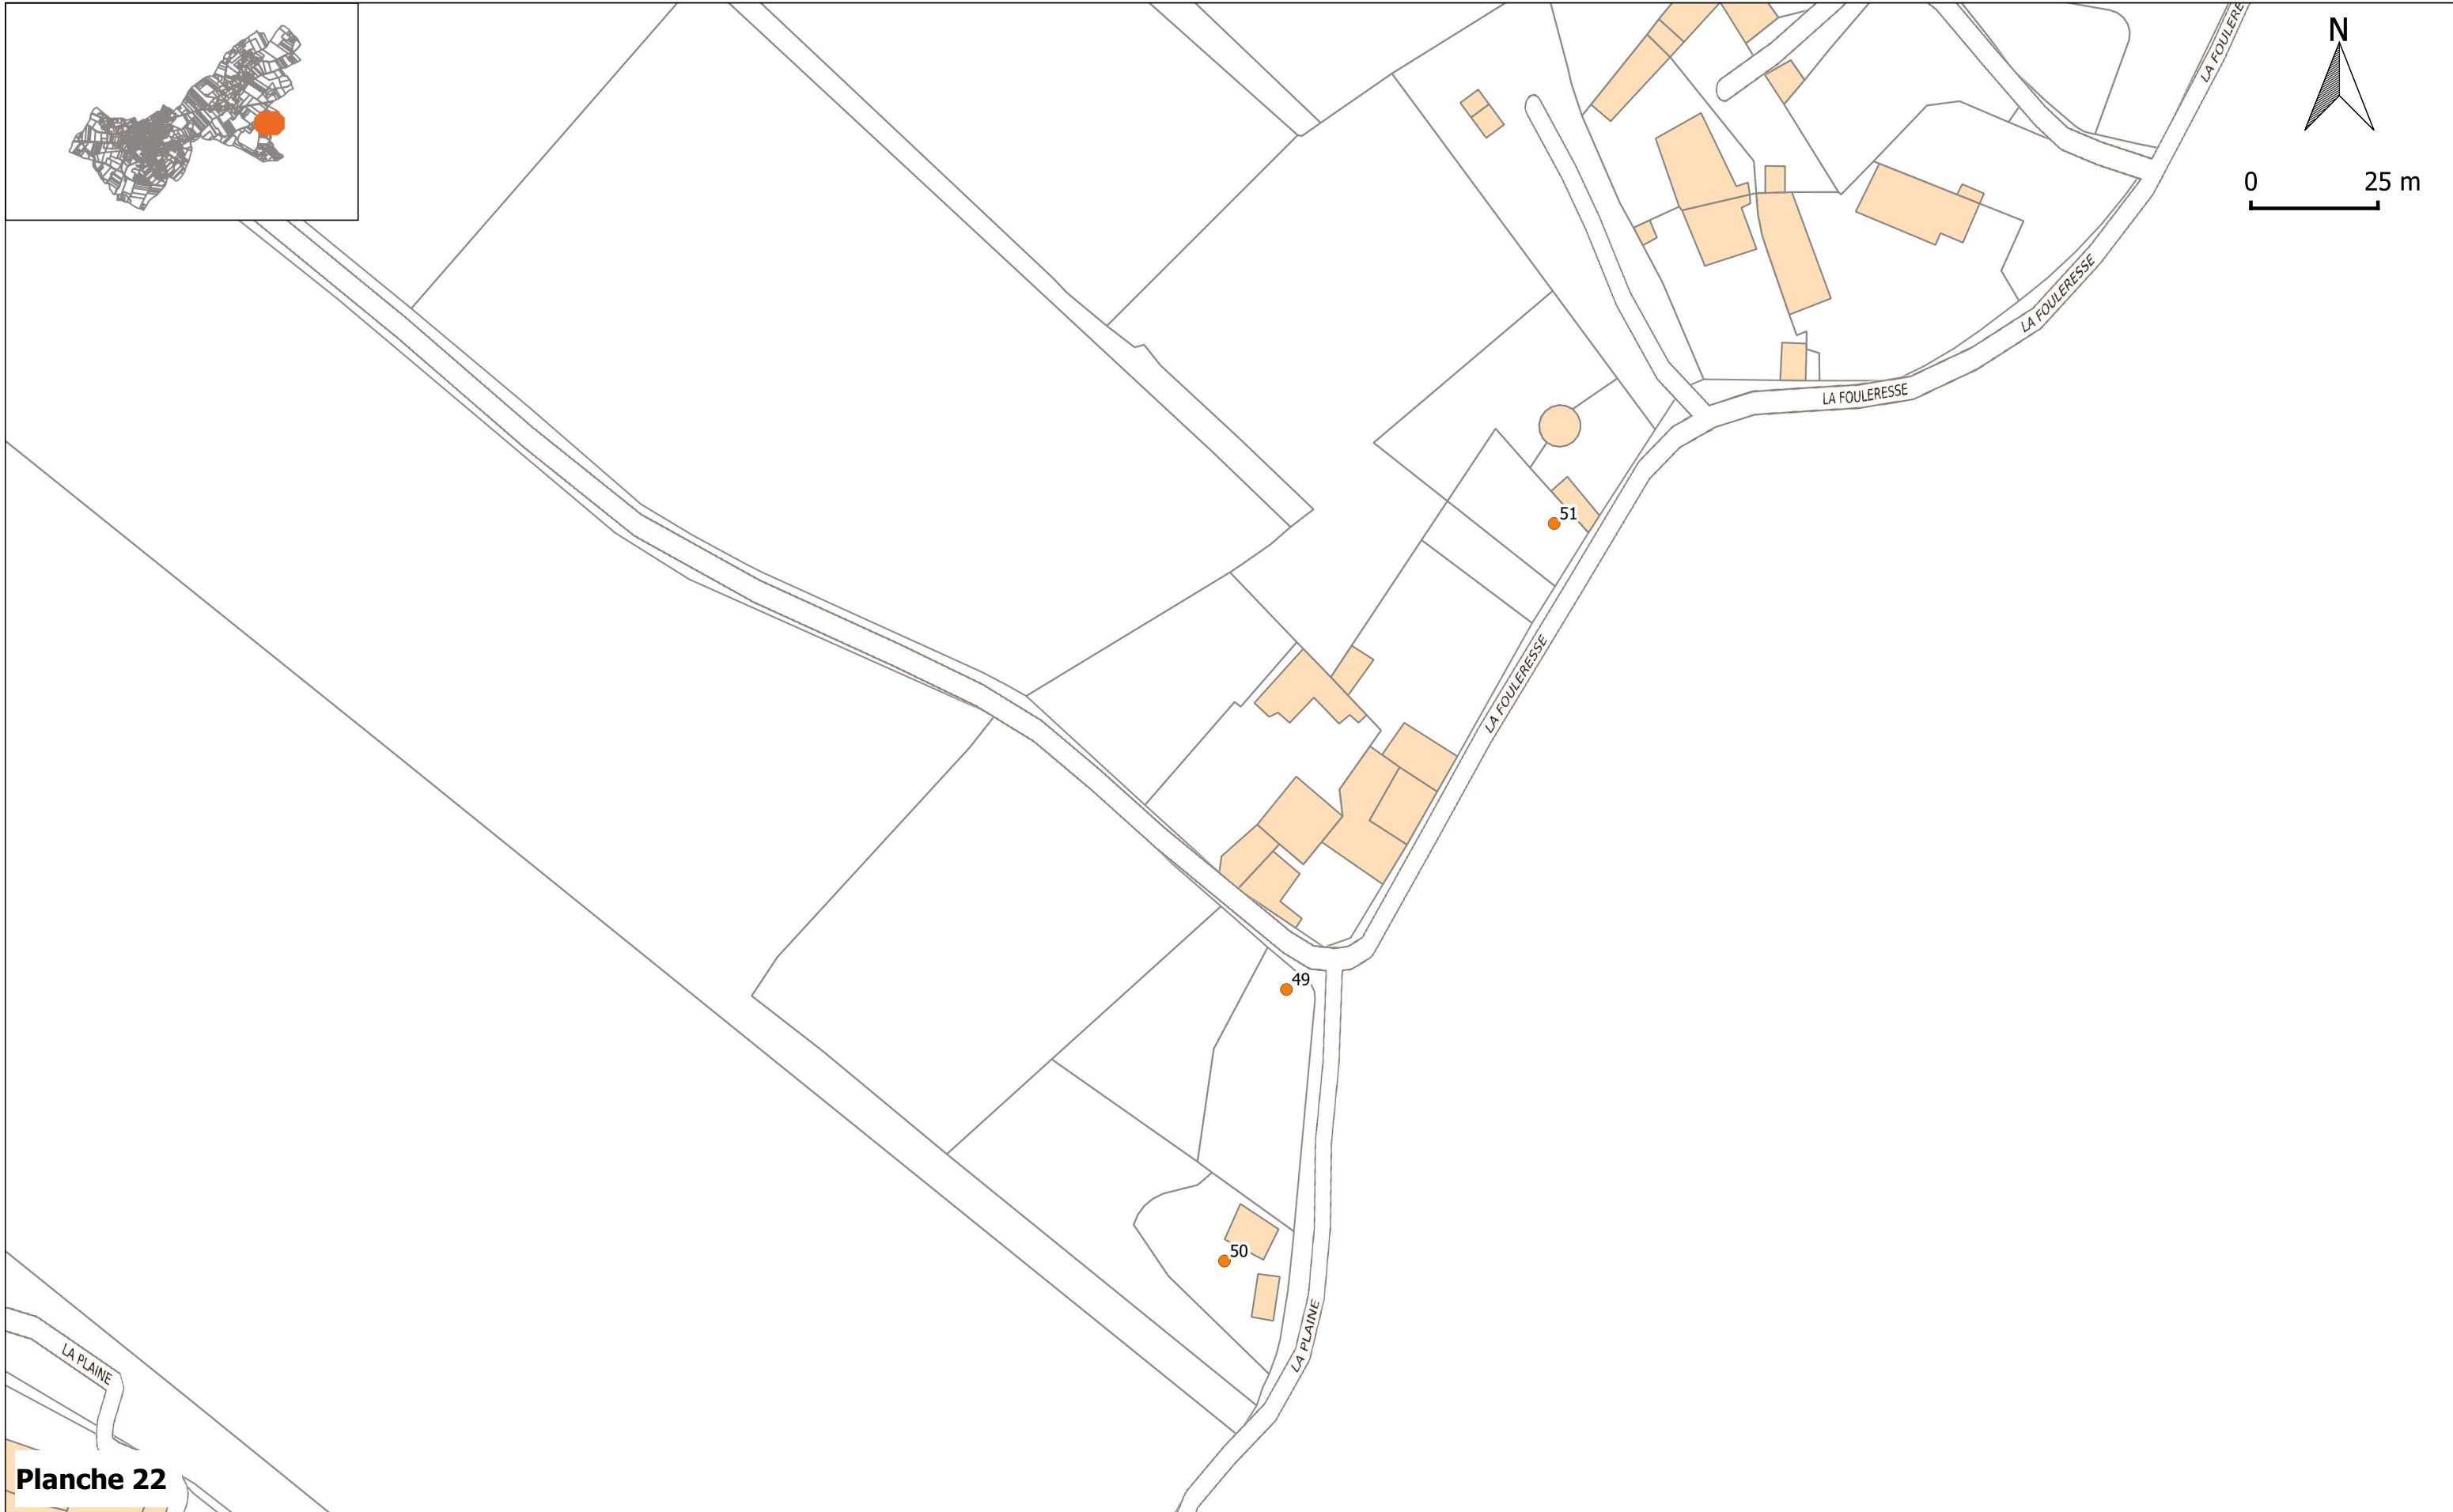 LA FOULERE
N
0 25 m
LA FOULERESSE
LA FOULERESSE
51
LA FOULERESSE
49
50
LA PLAINE
LA PLAINE
Planche 22